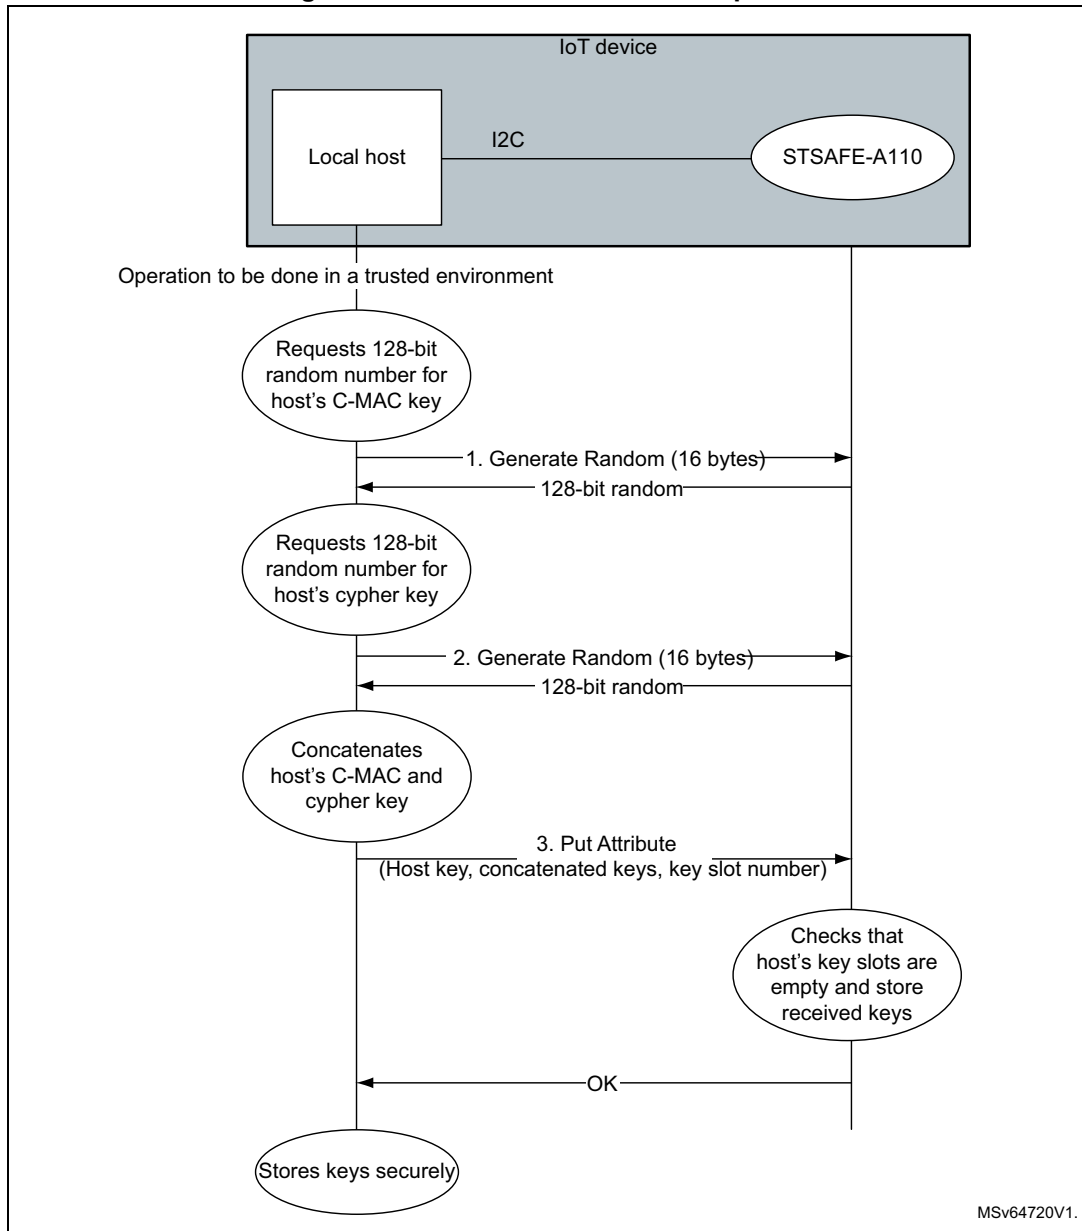 IoT device
Local host
I2C
STSAFE-A110
Operation to be done in a trusted environment
Requests 128-bit
random number for
host's C-MAC key
1. Generate Random (16 bytes)
128-bit random
Requests 128-bit
random number for
host's cypher key
2. Generate Random (16 bytes)
128-bit random
Concatenates
host's C-MAC and
cypher key
3. Put Attribute
(Host key, concatenated keys, key slot number)
Checks that
host's key slots are
empty and store
received keys
OK
Stores keys securely
MSv64720V1.